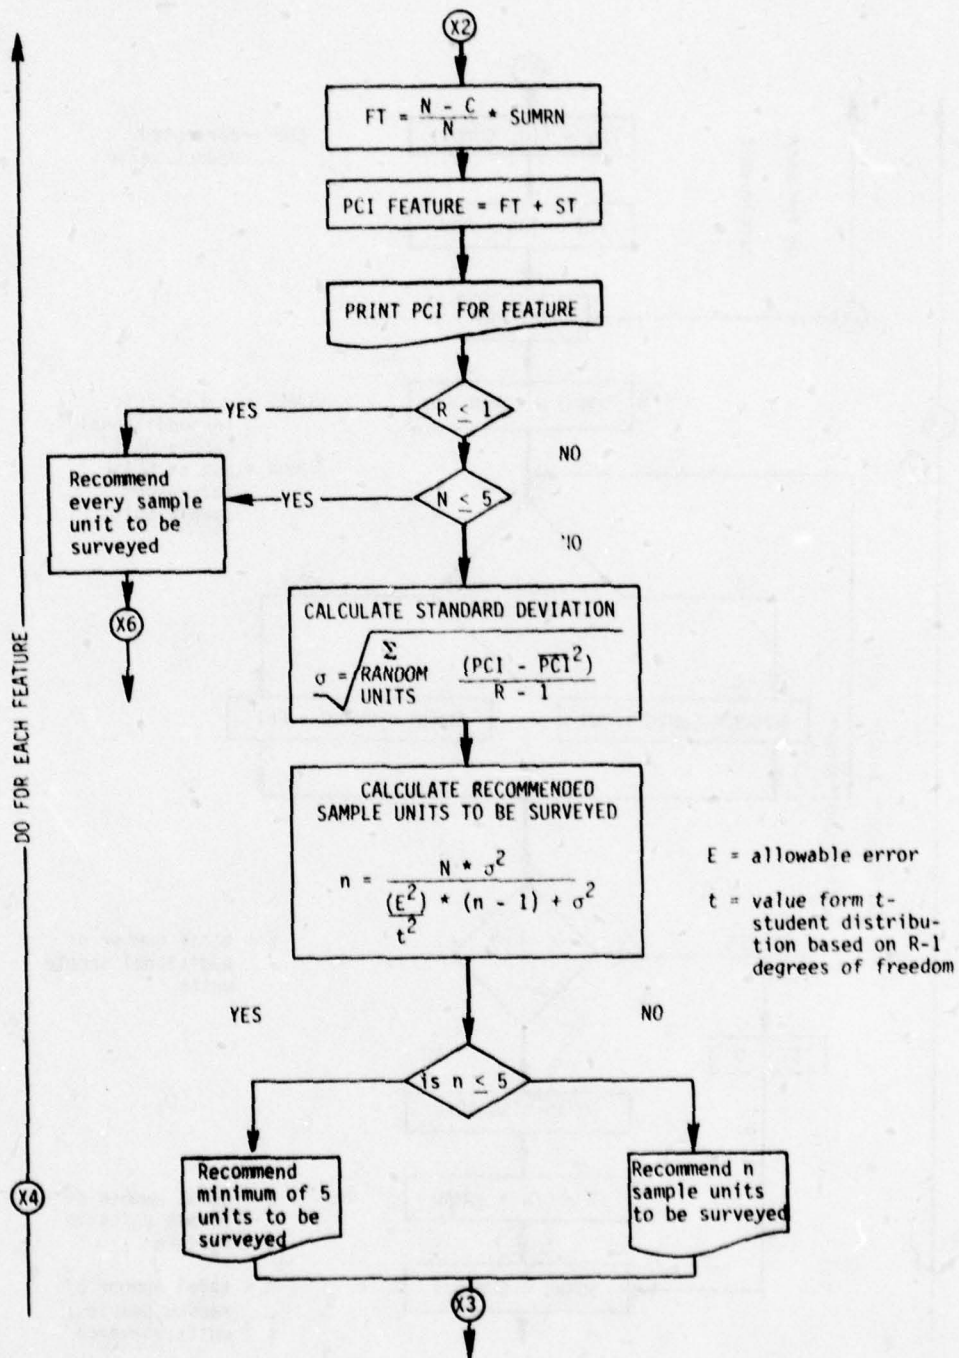 X2
FT = N - C / N * SUMRN
PCI FEATURE = FT + ST
PRINT PCI FOR FEATURE
R ≤ 1
YES
NO
Recommend
every sample
unit to be
surveyed
N ≤ 5
YES
X6
CALCULATE STANDARD DEVIATION
σ = √ Σ RANDOM UNITS (PCI - P̅C̅I̅²) / R - 1
CALCULATE RECOMMENDED
SAMPLE UNITS TO BE SURVEYED
n = N * σ² / (E²) / t² * (n - 1) + σ²
E = allowable error
t = value form t-
student distribu-
tion based on R-1
degrees of freedom
YES
NO
is n ≤ 5
Recommend
minimum of 5
units to be
surveyed
Recommend n
sample units
to be surveyed
X3
DO FOR EACH FEATURE
X4